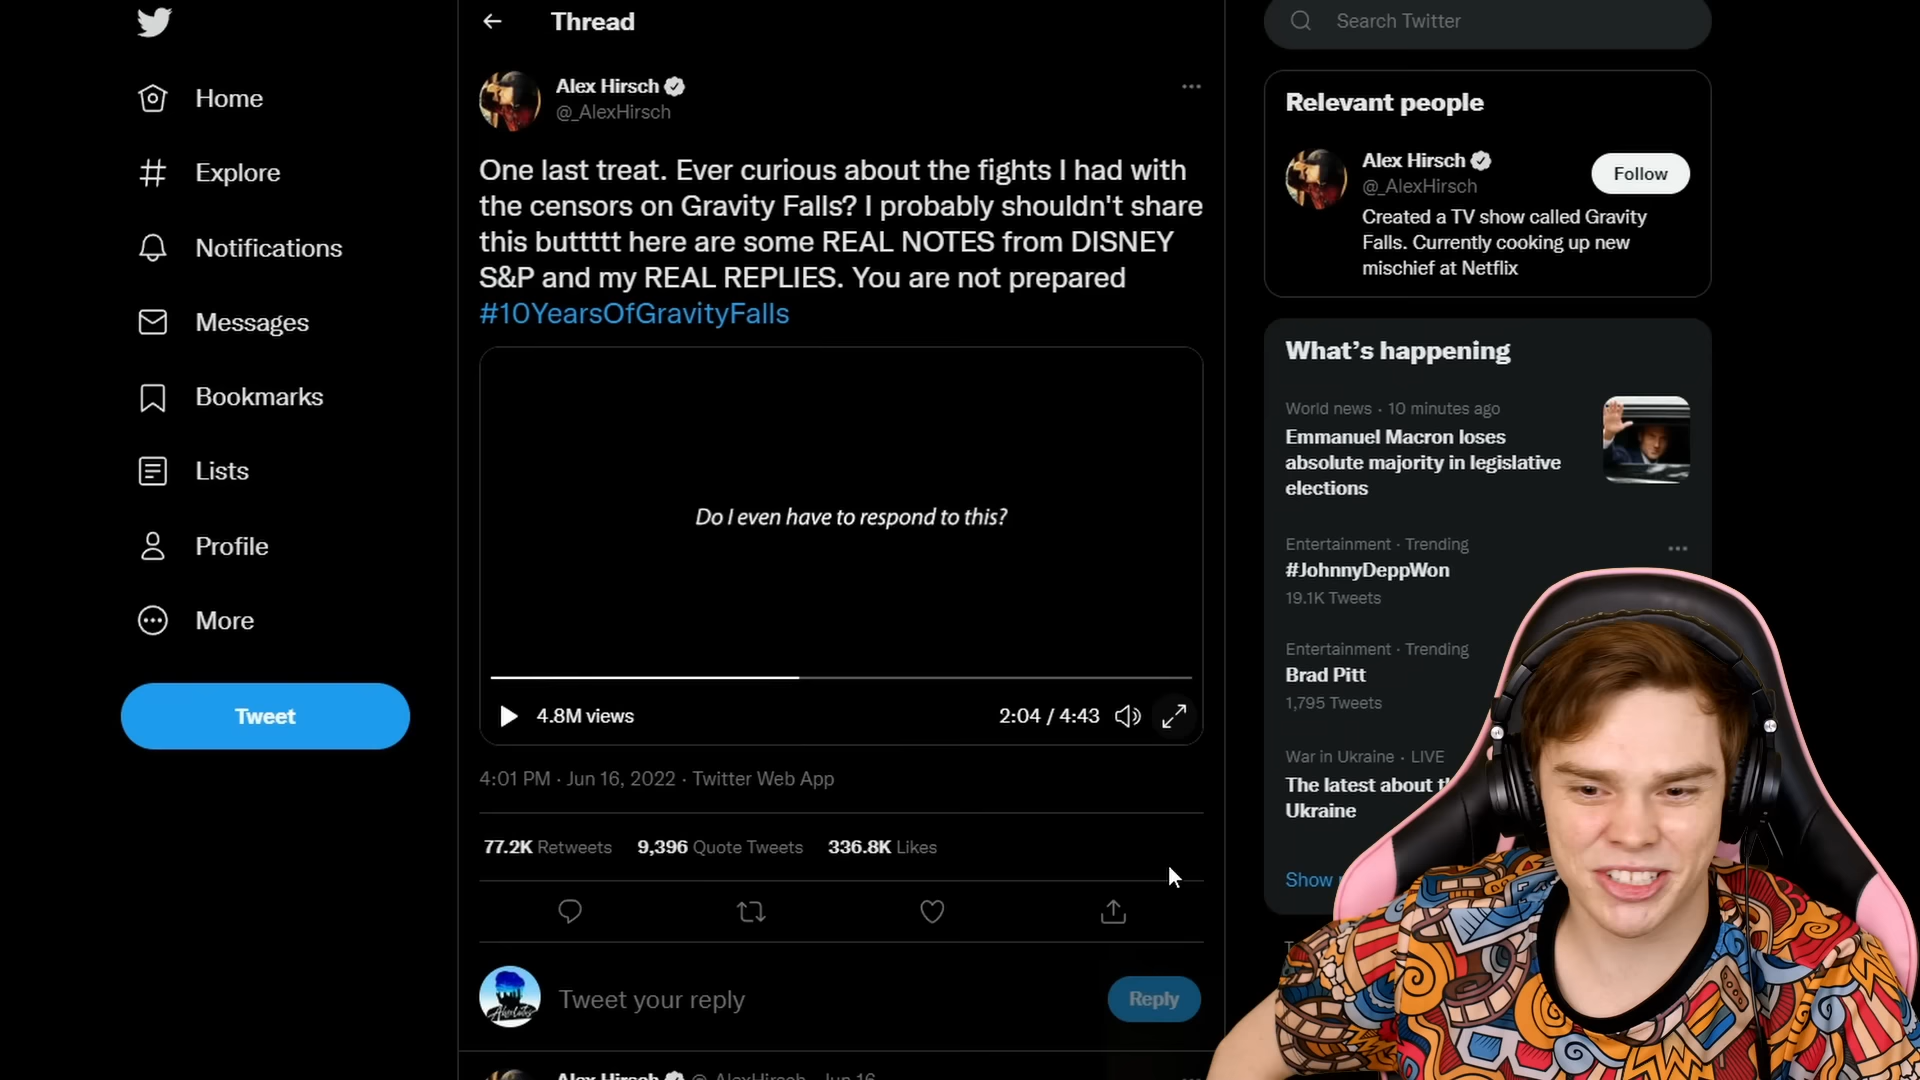 Home
Explore
Notifications
Messages
Bookmarks
Lists
Profile
More
Tweet
Thread
Alex Hirsch
@_AlexHirsch
One last treat. Ever curious about the fights I had with
the censors on Gravity Falls? I probably shouldn't share
this buttttt here are some REAL NOTES from DISNEY
S&P and my REAL REPLIES. You are not prepared
#10YearsOfGravityFalls
Do I even have to respond to this?
4.8M views
2:04 / 4:43
4:01 PM · Jun 16, 2022 · Twitter Web App
77.2K Retweets 9,396 Quote Tweets 336.8K Likes
Absolutus
Tweet your reply
Reply
Alex Hirsch @_AlexHirsch · Jun 16
Search Twitter
Relevant people
Alex Hirsch
@_AlexHirsch
Follow
Created a TV show called Gravity
Falls. Currently cooking up new
mischief at Netflix
What's happening
World news · 10 minutes ago
Emmanuel Macron loses
absolute majority in legislative
elections
Entertainment · Trending
#JohnnyDeppWon
19.1K Tweets
Entertainment · Trending
Brad Pitt
1,795 Tweets
War in Ukraine · LIVE
The latest about
Ukraine
Show